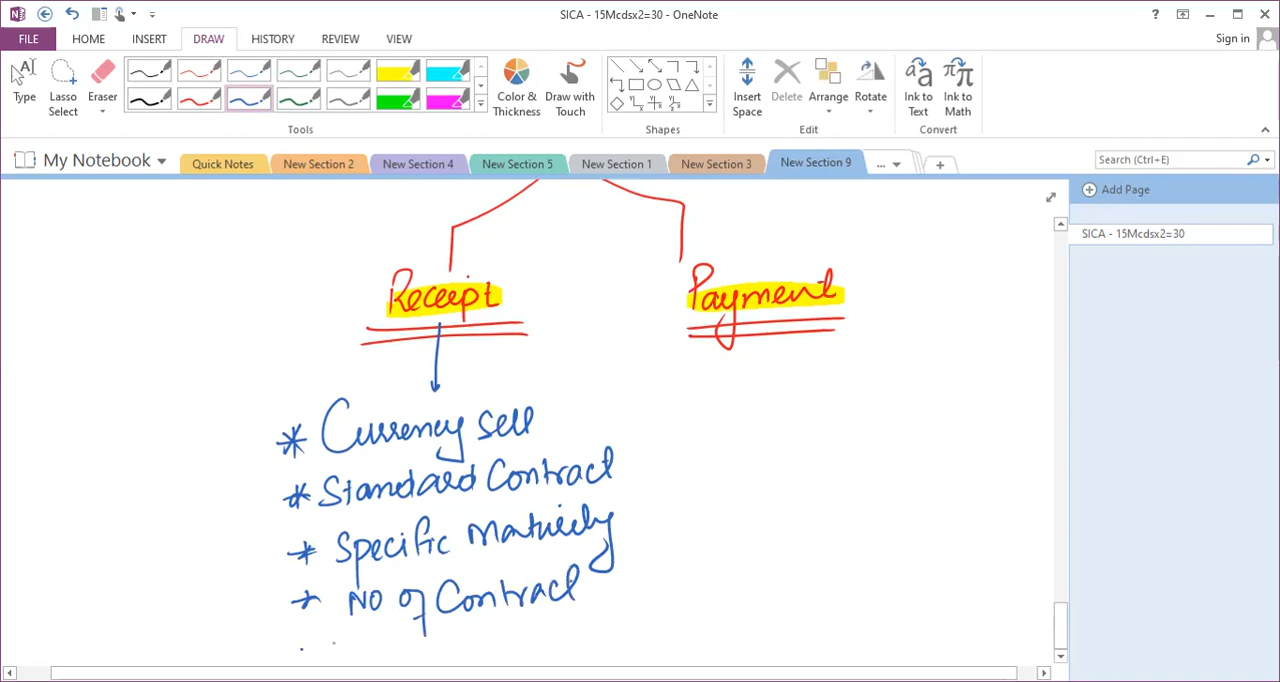 SICA - 15Mcdsx2=30 - OneNote
?
Sign in
FILE HOME INSERT DRAW HISTORY REVIEW VIEW
Type
Lasso Select
Eraser
Color & Thickness
Draw with Touch
Insert Space
Delete
Arrange
Rotate
Ink to Text
Ink to Math
Tools
Shapes
Edit
Convert
My Notebook
Quick Notes
New Section 2
New Section 4
New Section 5
New Section 1
New Section 3
New Section 9
...
Search (Ctrl+E)
Add Page
SICA - 15Mcdsx2=30
Receipt Payment
* Currency sell
* Standard Contract
* Specific Maturity
* NO of Contract